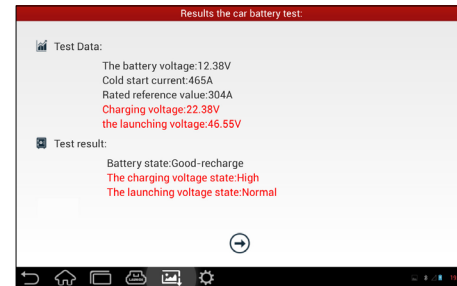 Results the car battery test:
Test Data:
The battery voltage:12.38V
Cold start current:465A
Rated reference value:304A
Charging voltage:22.38V
the launching voltage:46.55V
Test result:
Battery state:Good-recharge
The charging voltage state:High
The launching voltage state:Normal